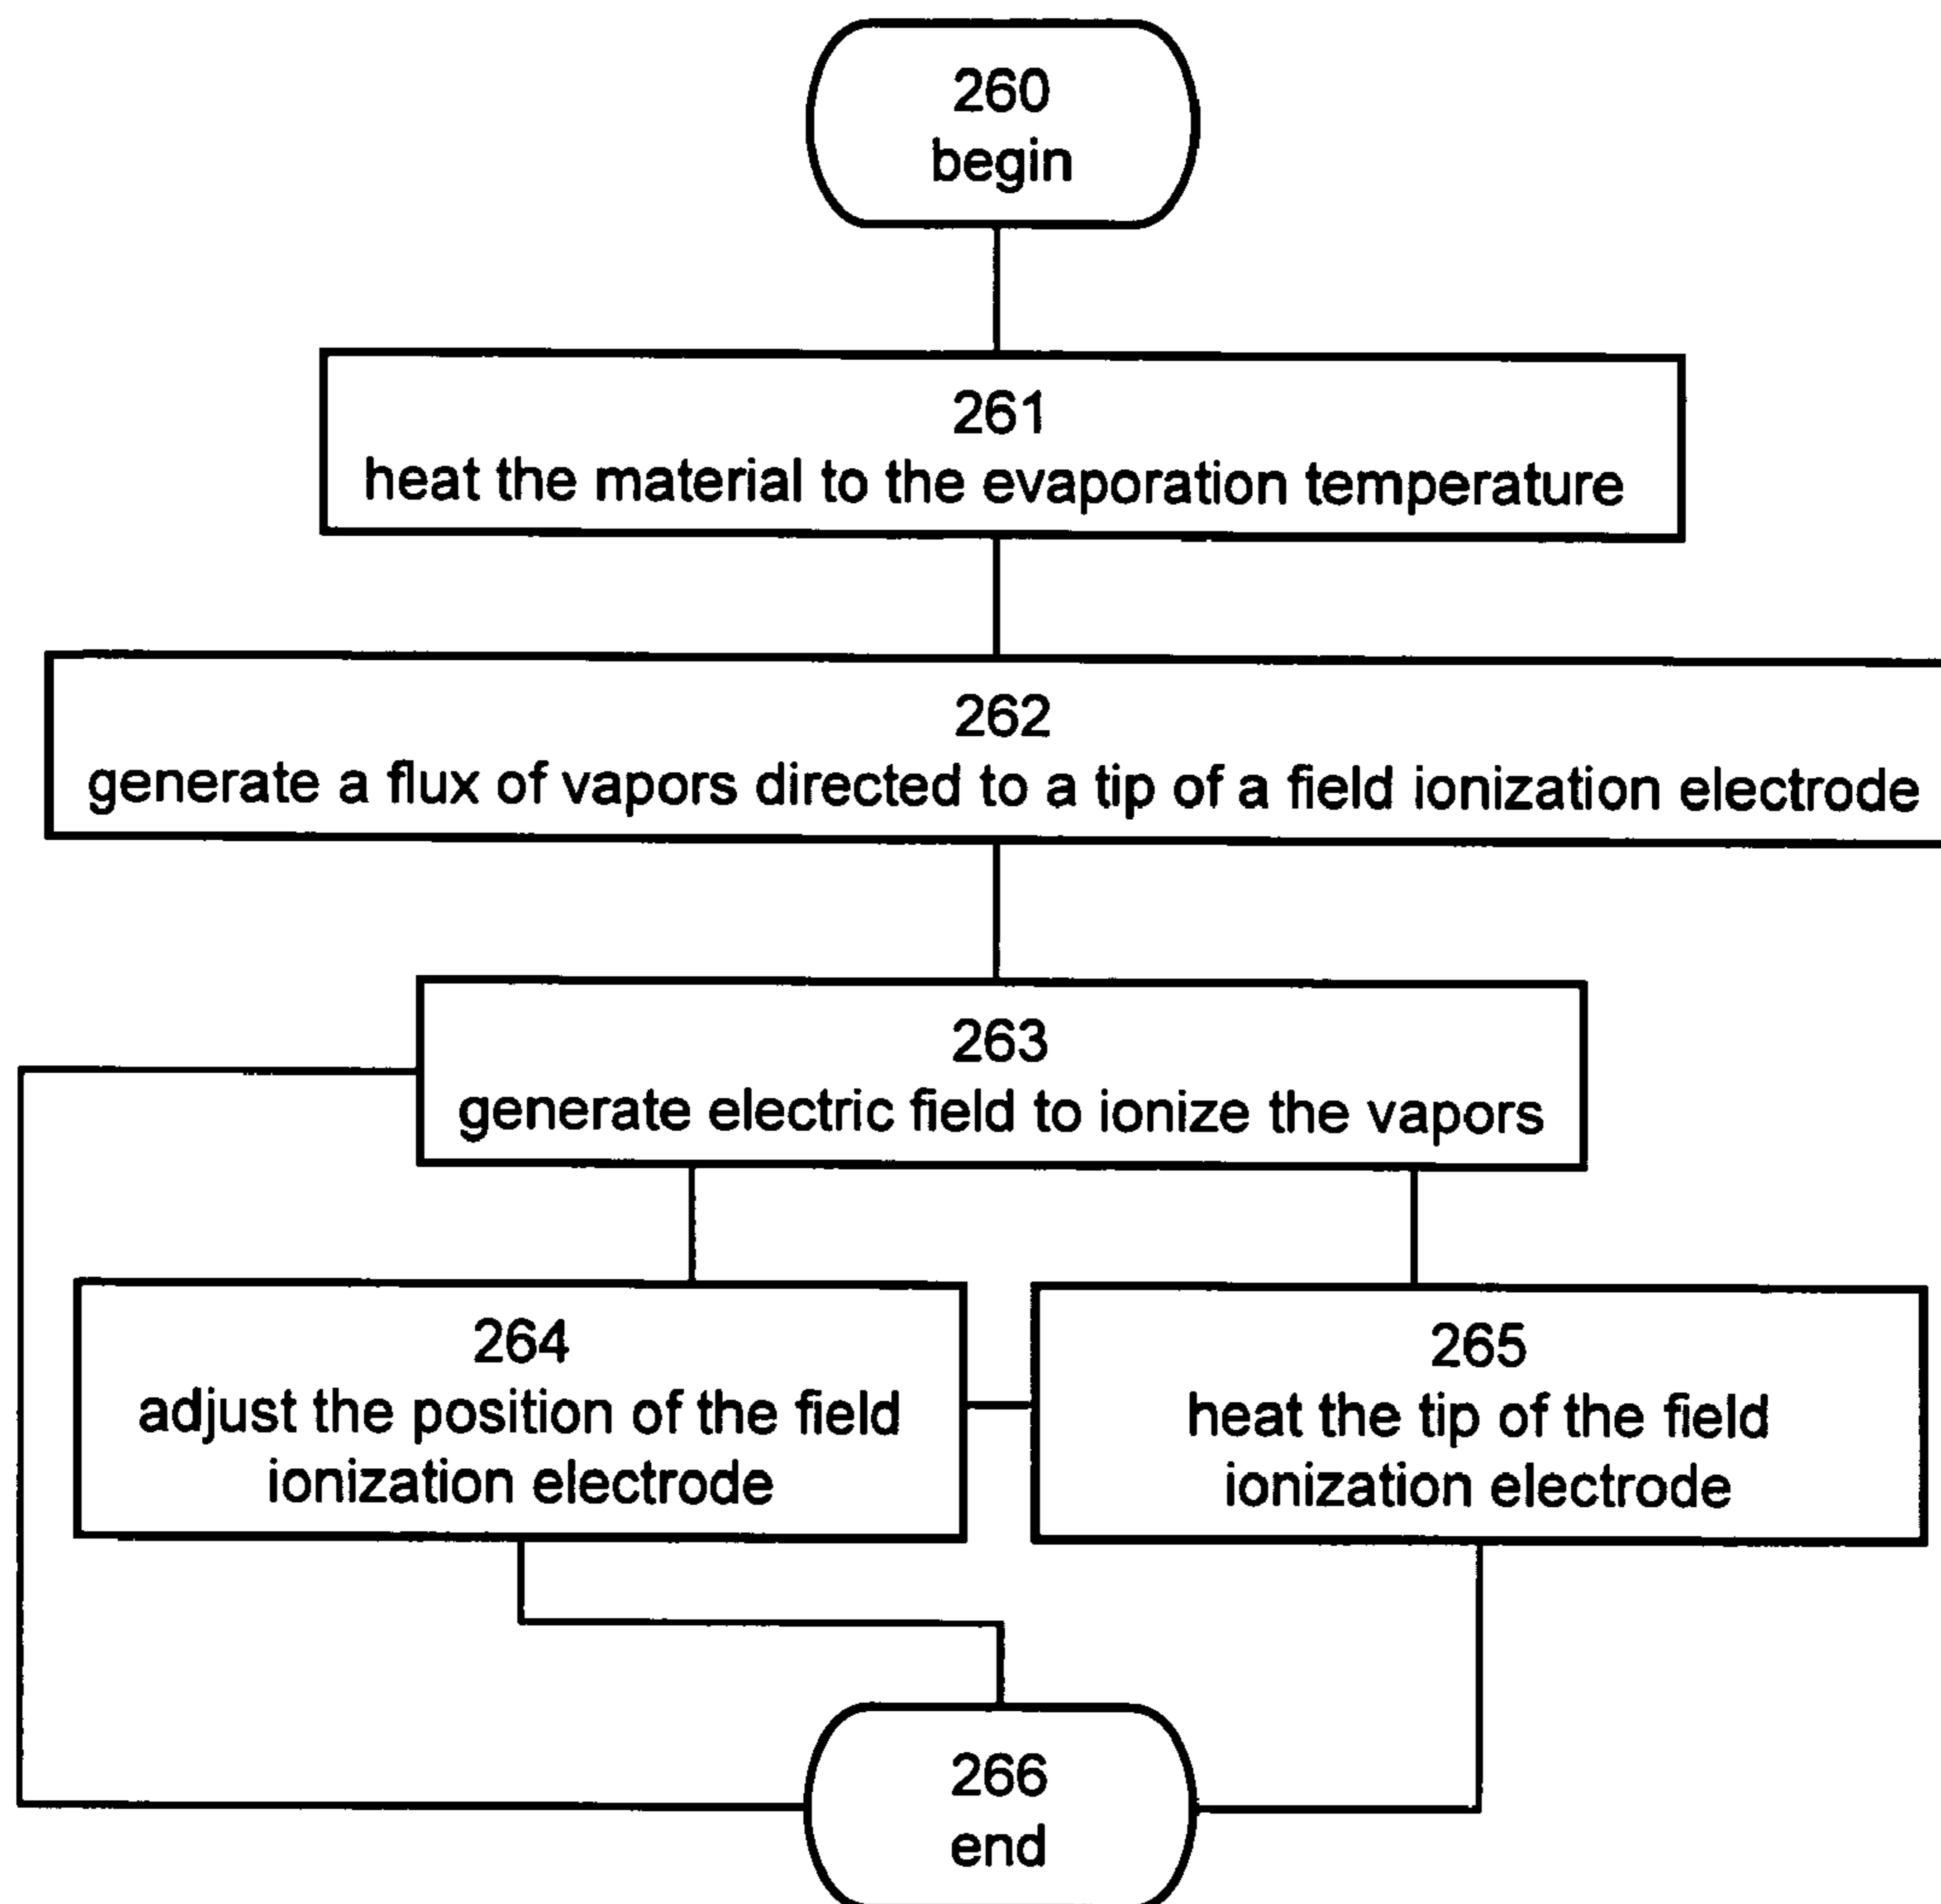 260
begin
261
heat the material to the evaporation temperature
262
generate a flux of vapors directed to a tip of a field ionization electrode
263
generate electric field to ionize the vapors
264
adjust the position of the field
ionization electrode
265
heat the tip of the field
ionization electrode
266
end